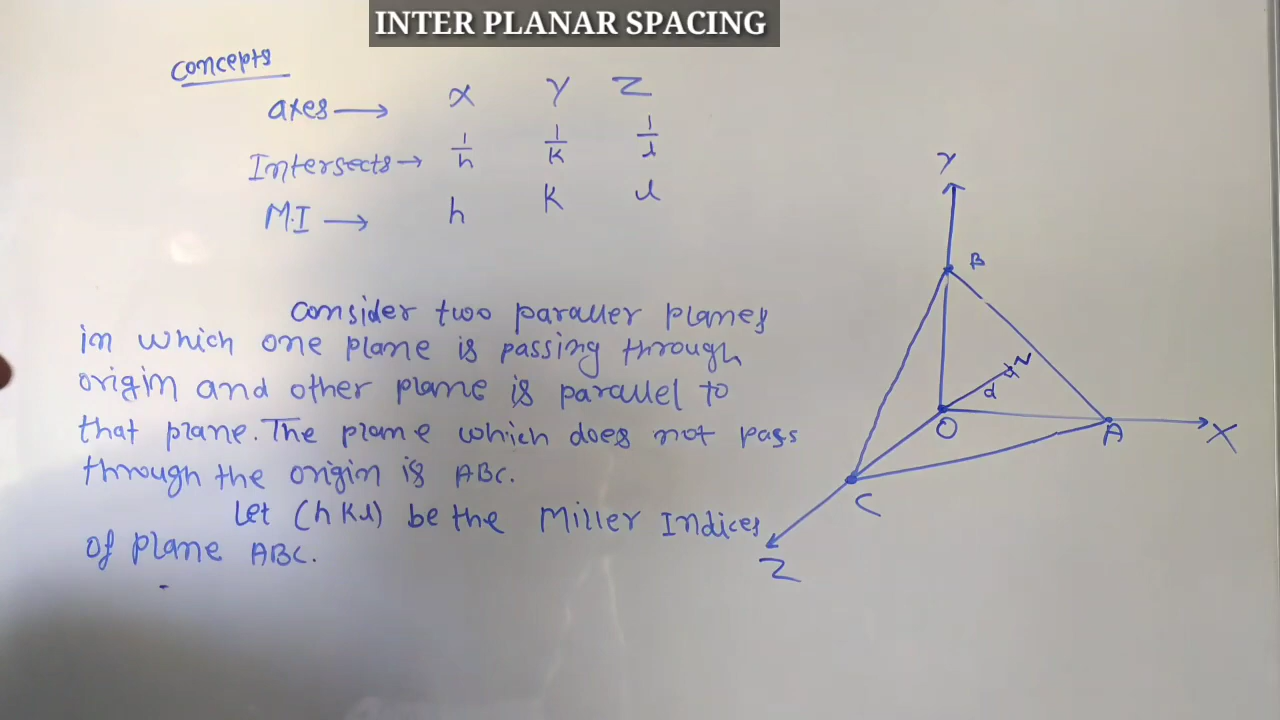 INTER PLANAR SPACING
Concepts
axes → X Y Z
Intersects → 1/h 1/k 1/l
M.I → h k l
Consider two paraller planes
in which one plane is passing through
origin and other plane is parallel to
that plane. The plane which does not pass
through the origin is ABC.
Let (h k l) be the Miller Indices
of plane ABC.
Y
B
N
d
O
A
X
C
Z